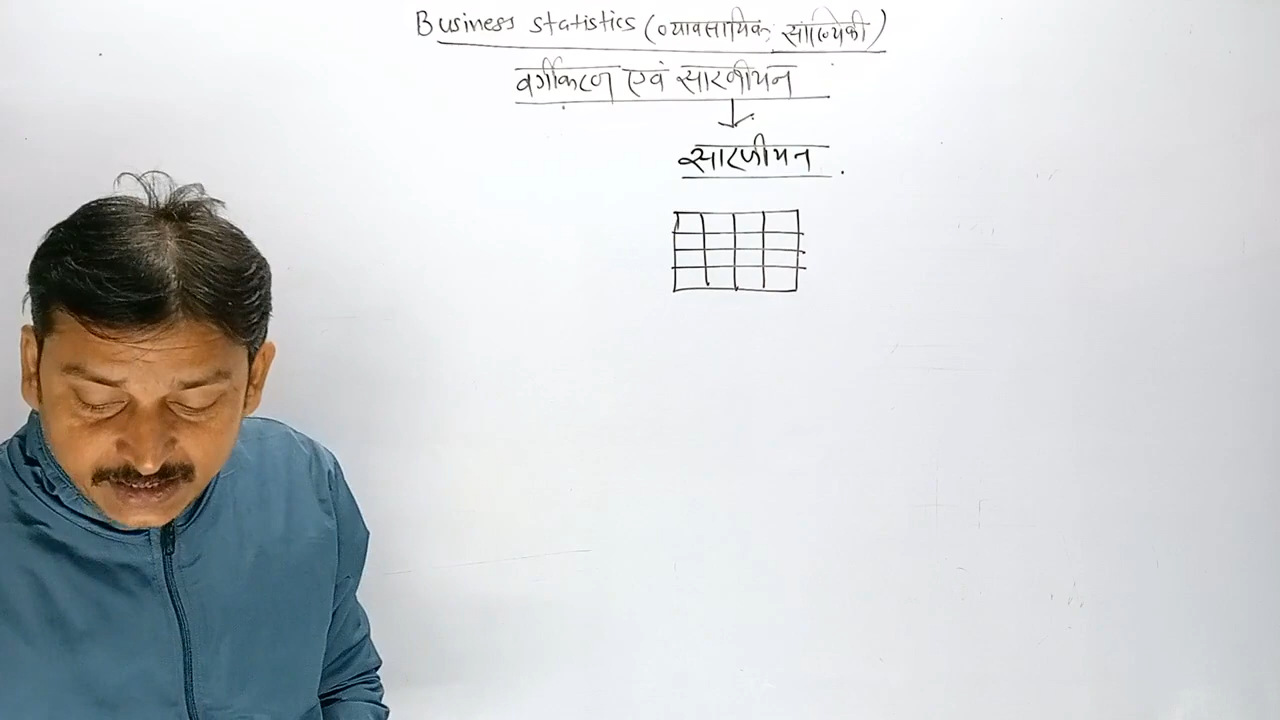 Business statistics (व्यावसायिक सांख्यिकी)
वर्गीकरण एवं सारणीयन
सारणीयन